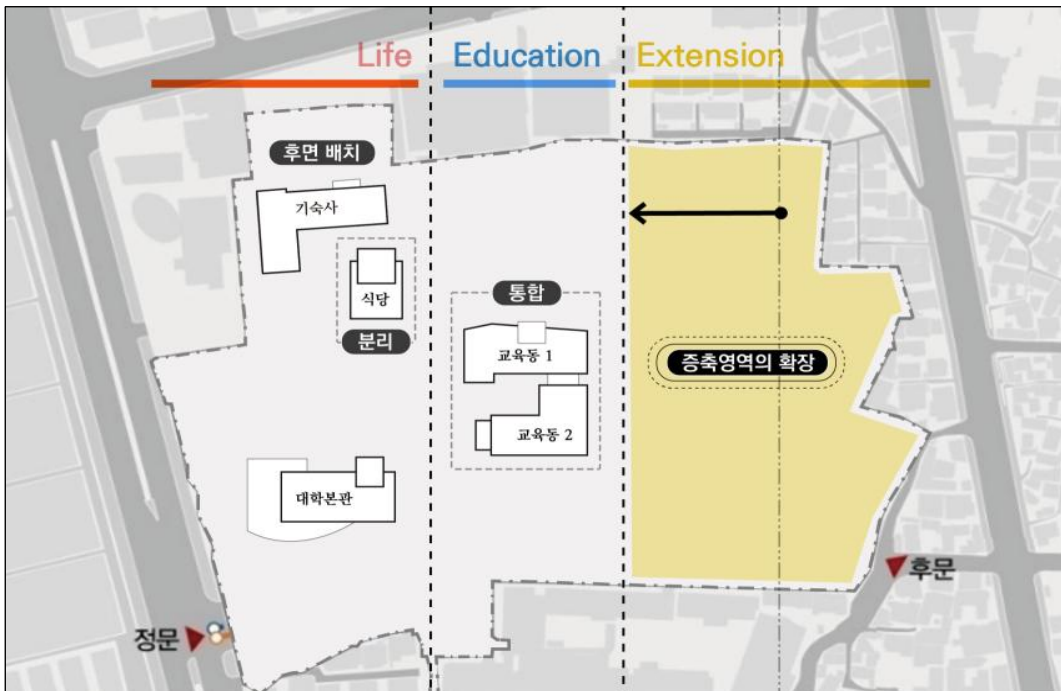 Life
Education
Extension
후면 배치
기숙사
식당
분리
통합
교육동 1
교육동 2
증축영역의 확장
대학본관
후문
정문